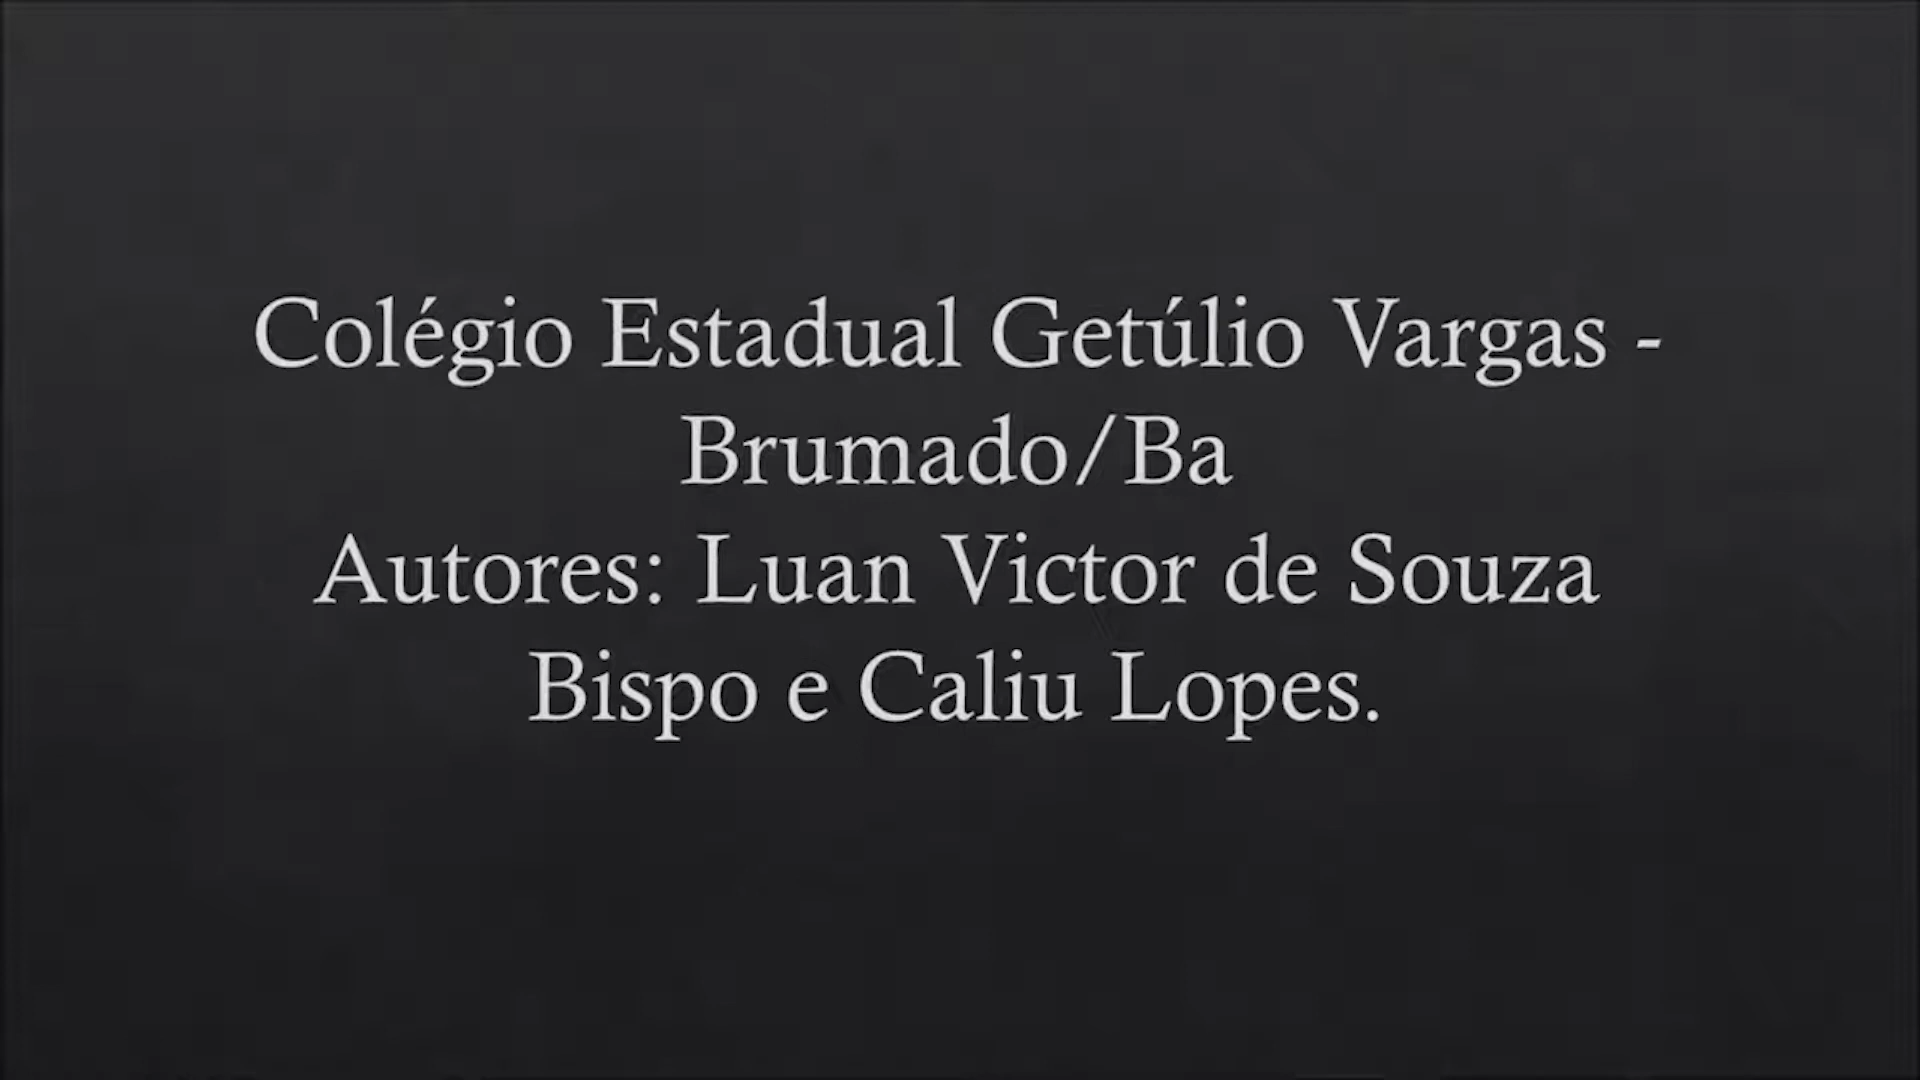 Colégio Estadual Getúlio Vargas -
Brumado/Ba
Autores: Luan Victor de Souza
Bispo e Caliu Lopes.